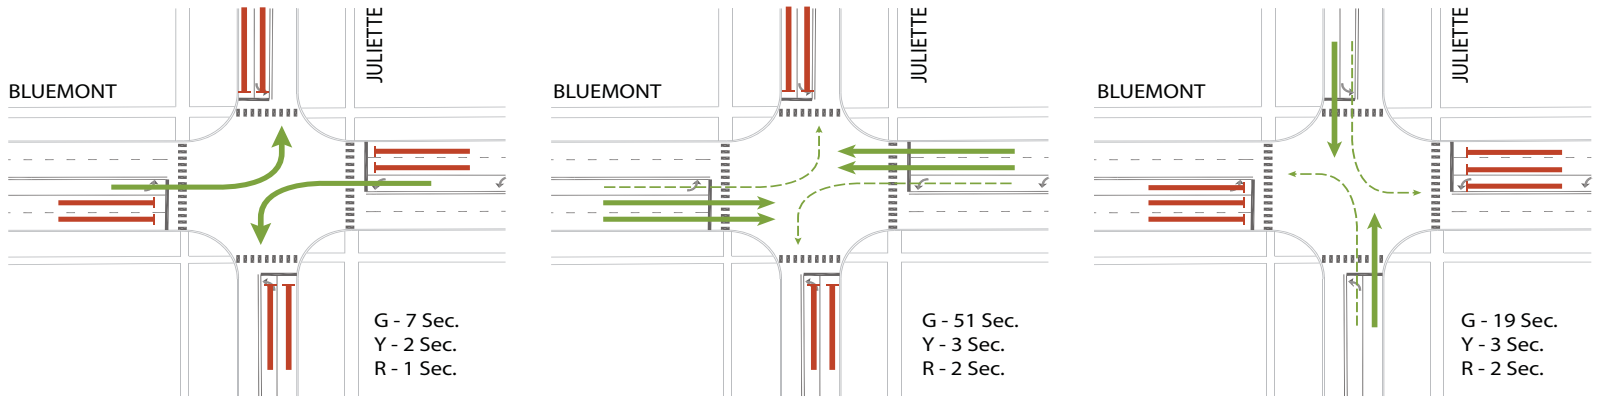 BLUEMONT
JULIETTE
G - 7 Sec.
Y - 2 Sec.
R - 1 Sec.
BLUEMONT
JULIETTE
G - 51 Sec.
Y - 3 Sec.
R - 2 Sec.
BLUEMONT
JULIETTE
G - 19 Sec.
Y - 3 Sec.
R - 2 Sec.